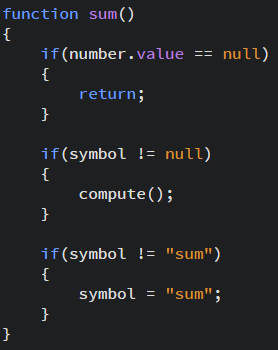 function sum()
{
    if(number.value == null)
    {
        return;
    }

    if(symbol != null)
    {
        compute();
    }

    if(symbol != "sum")
    {
        symbol = "sum";
    }
}